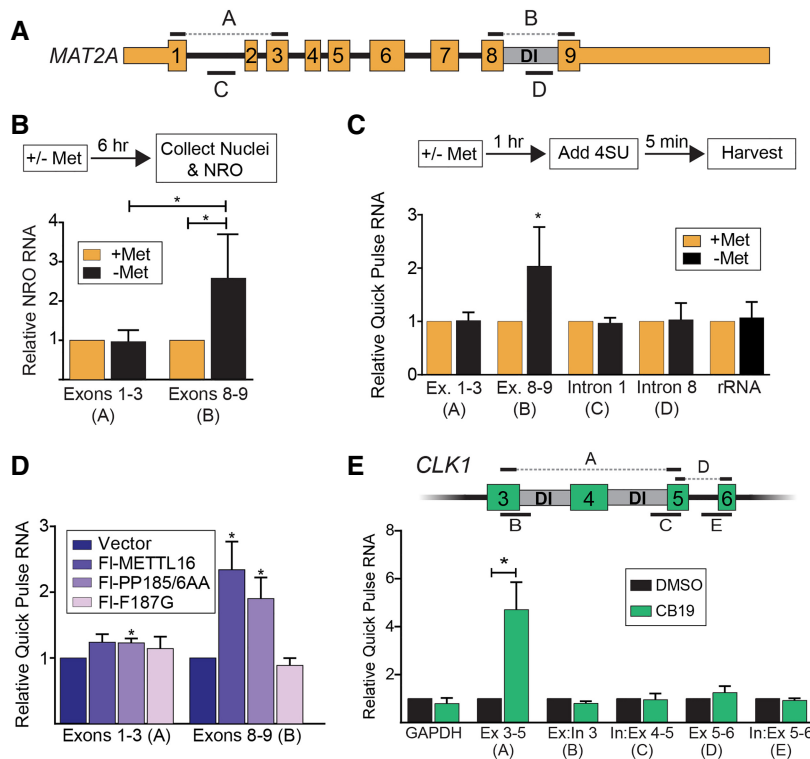 A
MAT2A
A
B
1
2
3
4
5
6
7
8
DI
9
C
D
B
+/- Met
6 hr
Collect Nuclei
& NRO
Relative NRO RNA
4
3
2
1
*
*
+Met
-Met
Exons 1-3
(A)
Exons 8-9
(B)
C
+/- Met
1 hr
Add 4SU
5 min
Harvest
Relative Quick Pulse RNA
3
2
1
0
*
+Met
-Met
Ex. 1-3
(A)
Ex. 8-9
(B)
Intron 1
(C)
Intron 8
(D)
rRNA
D
Relative Quick Pulse RNA
3
2
1
Vector
Fl-METTL16
Fl-PP185/6AA
Fl-F187G
*
*
*
Exons 1-3 (A)
Exons 8-9 (B)
E
CLK1
A
D
3
DI
4
DI
5
6
B
C
E
Relative Quick Pulse RNA
8
6
4
2
*
DMSO
CB19
GAPDH
Ex 3-5
(A)
Ex:In 3
(B)
In:Ex 4-5
(C)
Ex 5-6
(D)
In:Ex 5-6
(E)